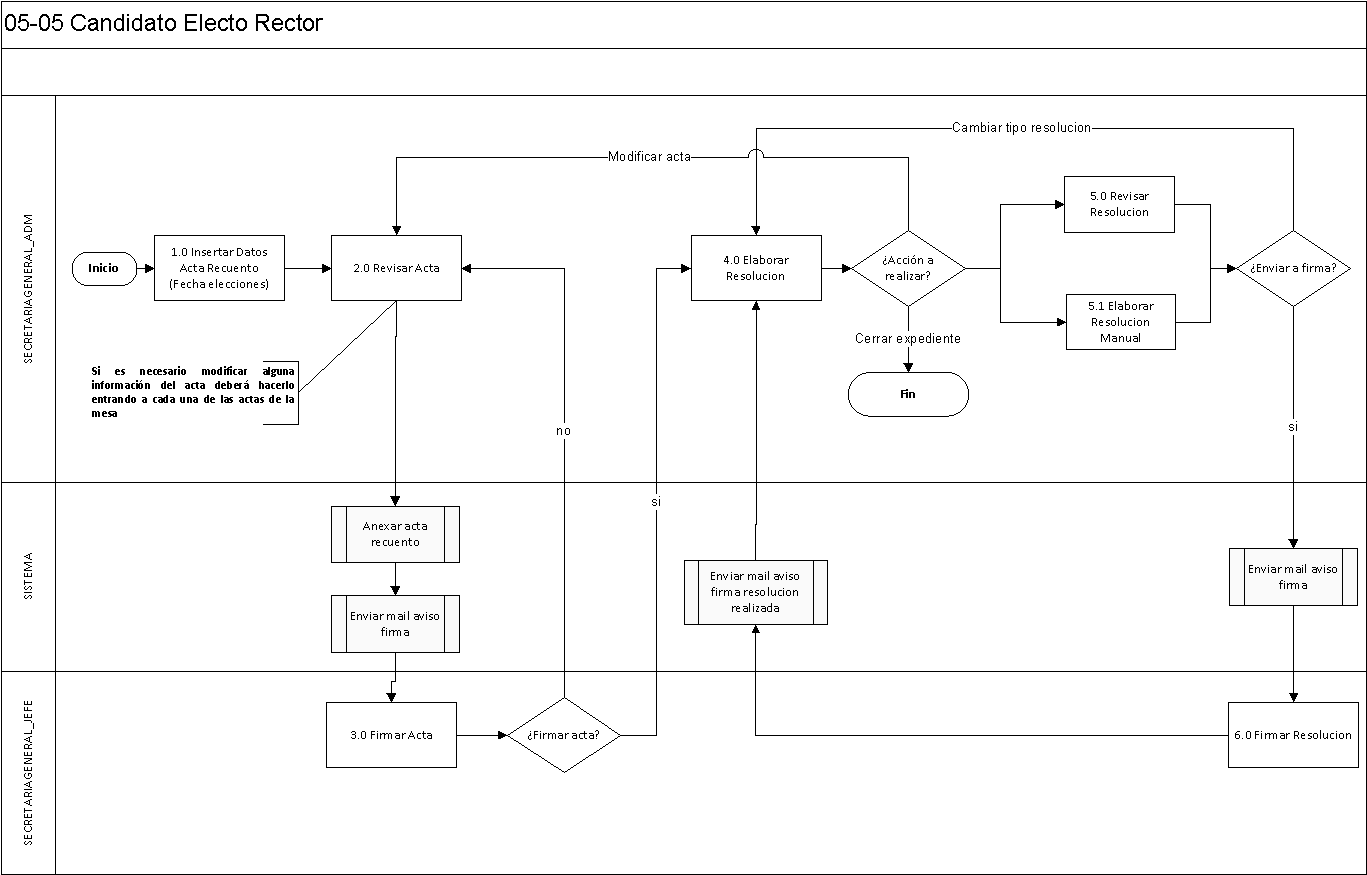 05-05 Candidato Electo Rector
SECRETARIAGENERAL_ADM
Cambiar tipo resolucion
Modificar acta
Inicio
1.0 Insertar Datos
Acta Recuento
(Fecha elecciones)
2.0 Revisar Acta
4.0 Elaborar
Resolucion
¿Acción a
realizar?
5.0 Revisar
Resolucion
5.1 Elaborar
Resolucion
Manual
¿Enviar a firma?
Cerrar expediente
Fin
Si es necesario modificar alguna
información del acta deberá hacerlo
entrando a cada una de las actas de la
mesa
no
si
si
SISTEMA
Anexar acta
recuento
Enviar mail aviso
firma
Enviar mail aviso
firma resolucion
realizada
Enviar mail aviso
firma
SECRETARIAGENERAL_JEFE
3.0 Firmar Acta
¿Firmar acta?
6.0 Firmar Resolucion